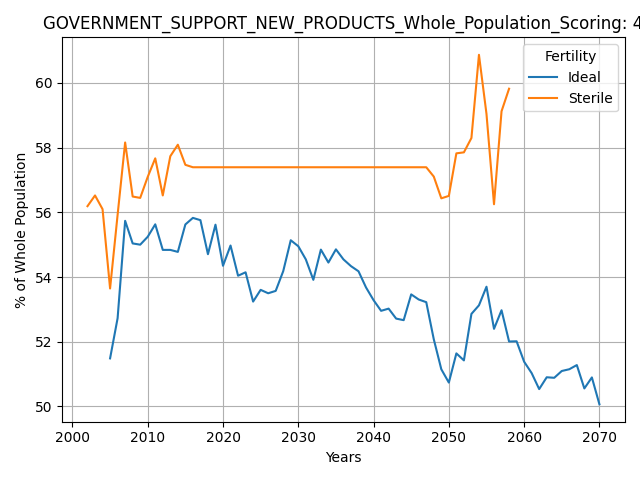 GOVERNMENT_SUPPORT_NEW_PRODUCTS_Whole_Population_Scoring: 4
Fertility
Ideal
Sterile
% of Whole Population
60
58
56
54
52
50
2000 2010 2020 2030 2040 2050 2060 2070
Years